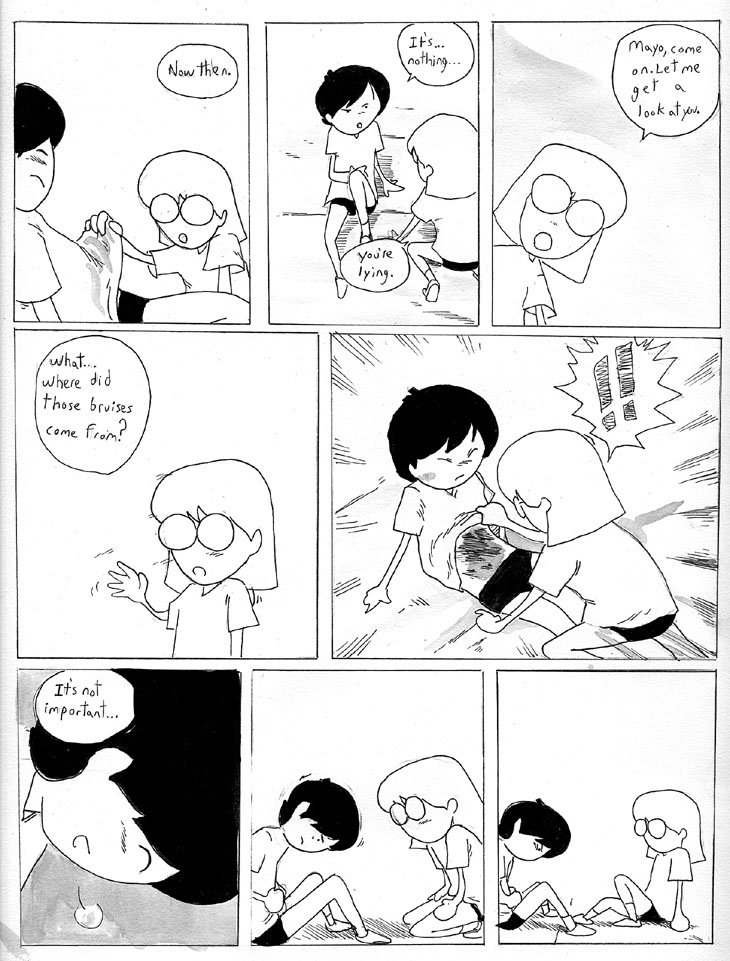 Mayo, come
on. Let me
get a
look at you.
It's...
nothing...
You're
lying.
Now then.
!!
What...
where did
those bruises
come from?
It's not
important...